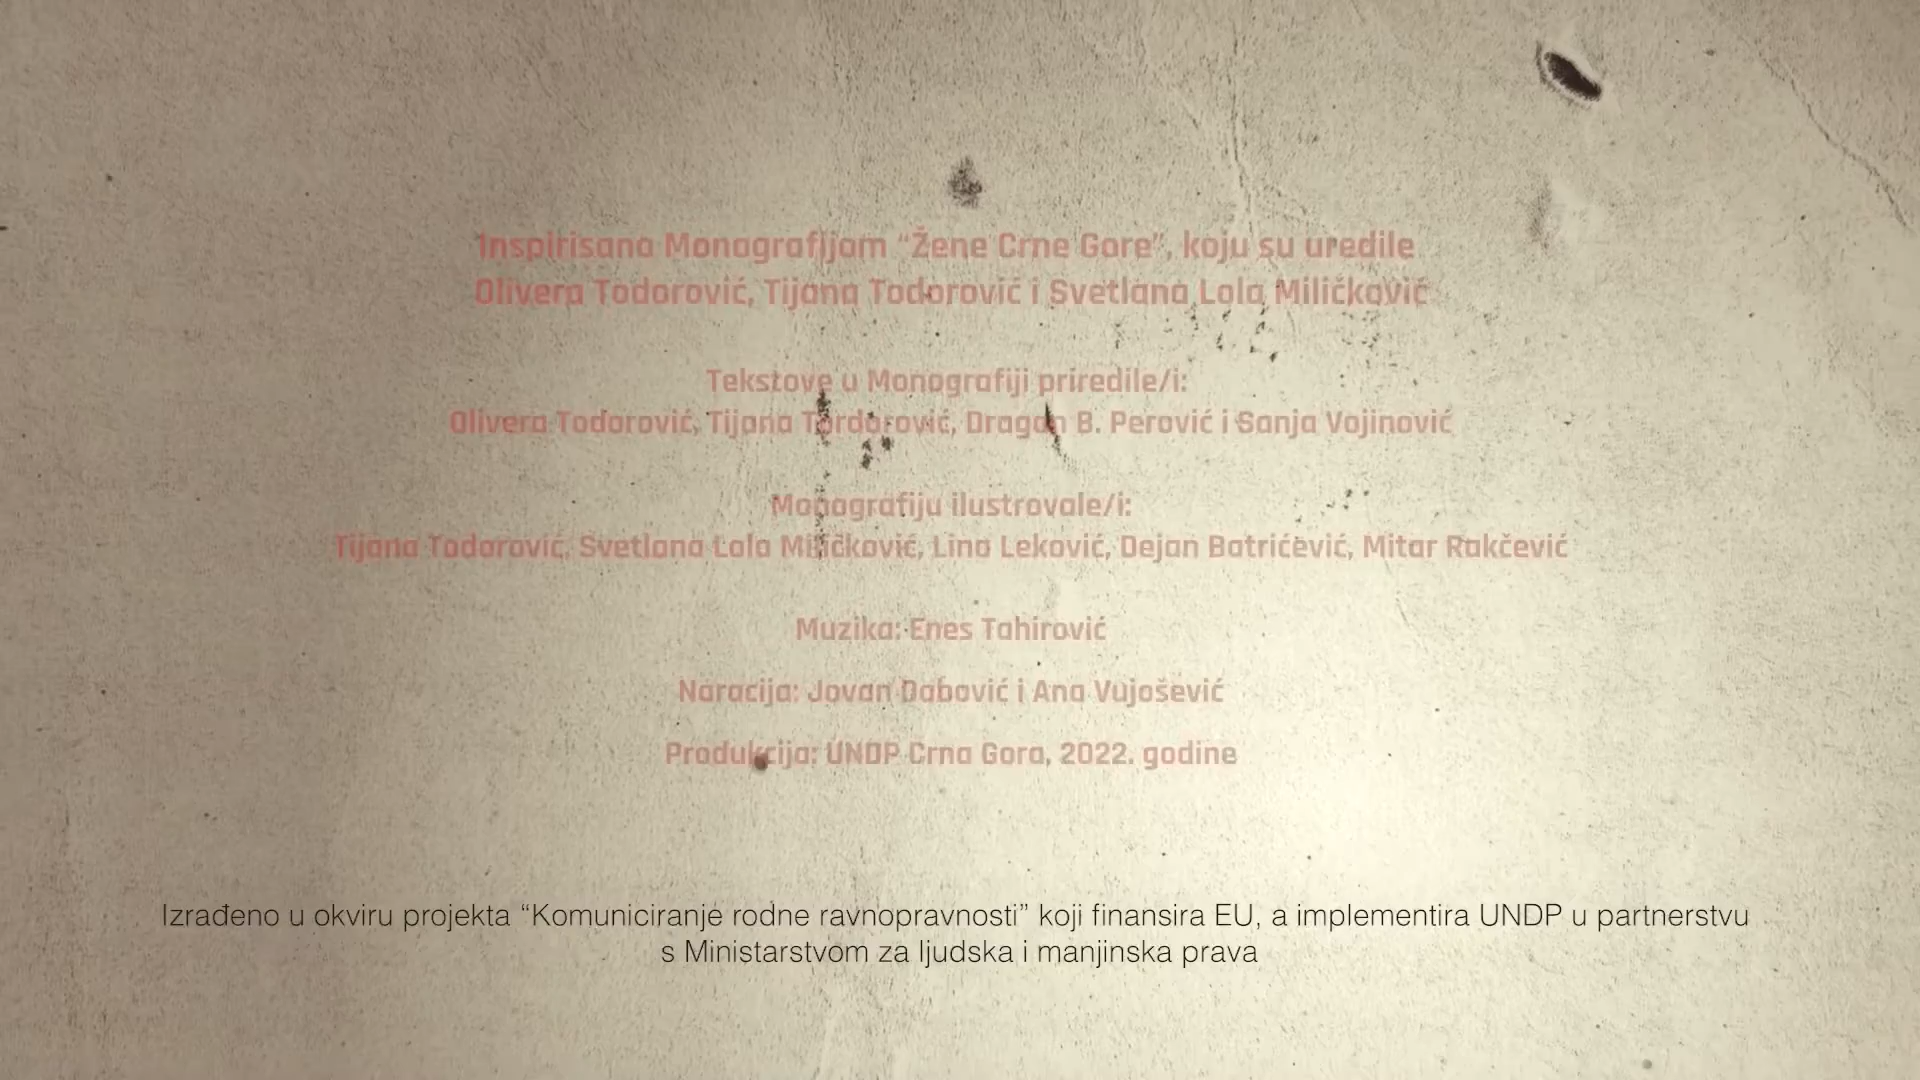 Inspirisano Monografijom “Žene Crne Gore”, koju su uredile
Olivera Todorović, Tijana Todorović i Svetlana Lola Miličković
Tekstove u Monografiji priredile/i:
Olivera Todorović, Tijana Tordorović, Dragan B. Perović i Sanja Vojinović
Monografiju ilustrovale/i:
Tijana Todorović, Svetlana Lola Miličković, Lina Leković, Dejan Batrićević, Mitar Rakčević
Muzika: Enes Tahirović
Naracija: Jovan Dabović i Ana Vujošević
Produkcija: UNDP Crna Gora, 2022. godine
Izrađeno u okviru projekta “Komuniciranje rodne ravnopravnosti” koji finansira EU, a implementira UNDP u partnerstvu
s Ministarstvom za ljudska i manjinska prava